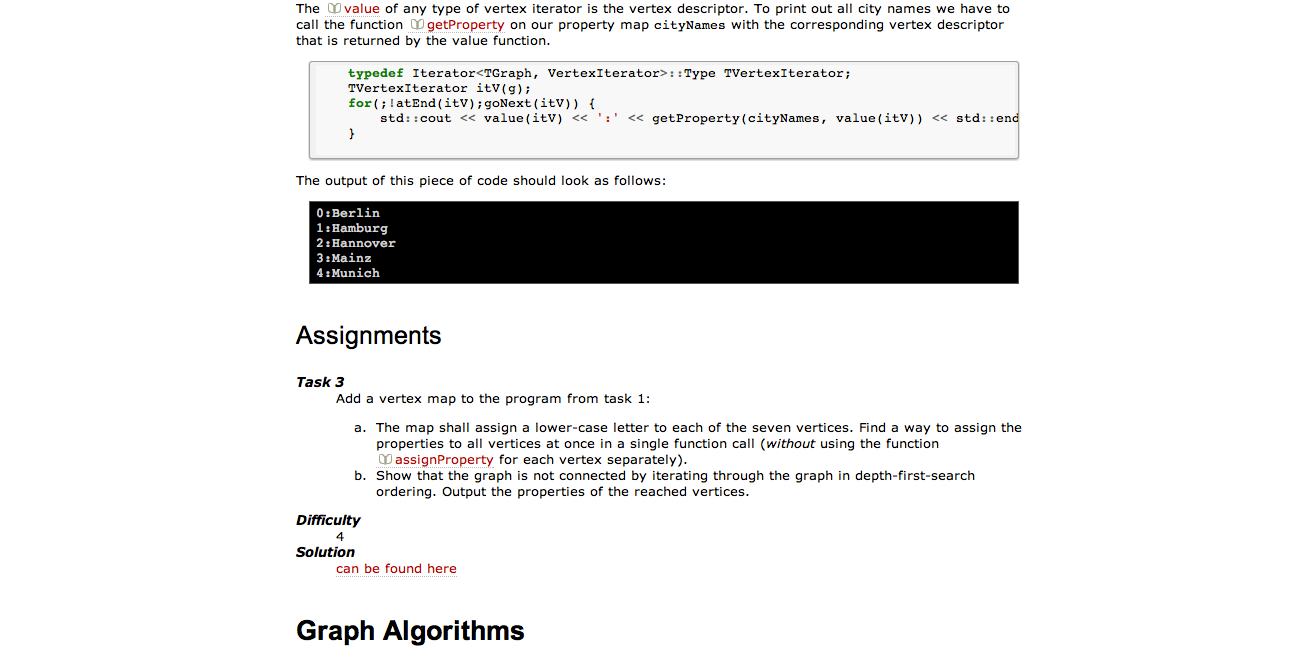 The value of any type of vertex iterator is the vertex descriptor. To print out all city names we have to
call the function getProperty on our property map cityNames with the corresponding vertex descriptor
that is returned by the value function.
typedef Iterator<TGraph, VertexIterator>::Type TVertexIterator;
TVertexIterator itV(g);
for(;!atEnd(itV);goNext(itV)) {
std::cout << value(itV) << ':' << getProperty(cityNames, value(itV)) << std::end
}
The output of this piece of code should look as follows:
0:Berlin
1:Hamburg
2:Hannover
3:Mainz
4:Munich
Assignments
Task 3
Add a vertex map to the program from task 1:
a. The map shall assign a lower-case letter to each of the seven vertices. Find a way to assign the
properties to all vertices at once in a single function call (without using the function
assignProperty for each vertex separately).
b. Show that the graph is not connected by iterating through the graph in depth-first-search
ordering. Output the properties of the reached vertices.
Difficulty
4
Solution
can be found here
Graph Algorithms